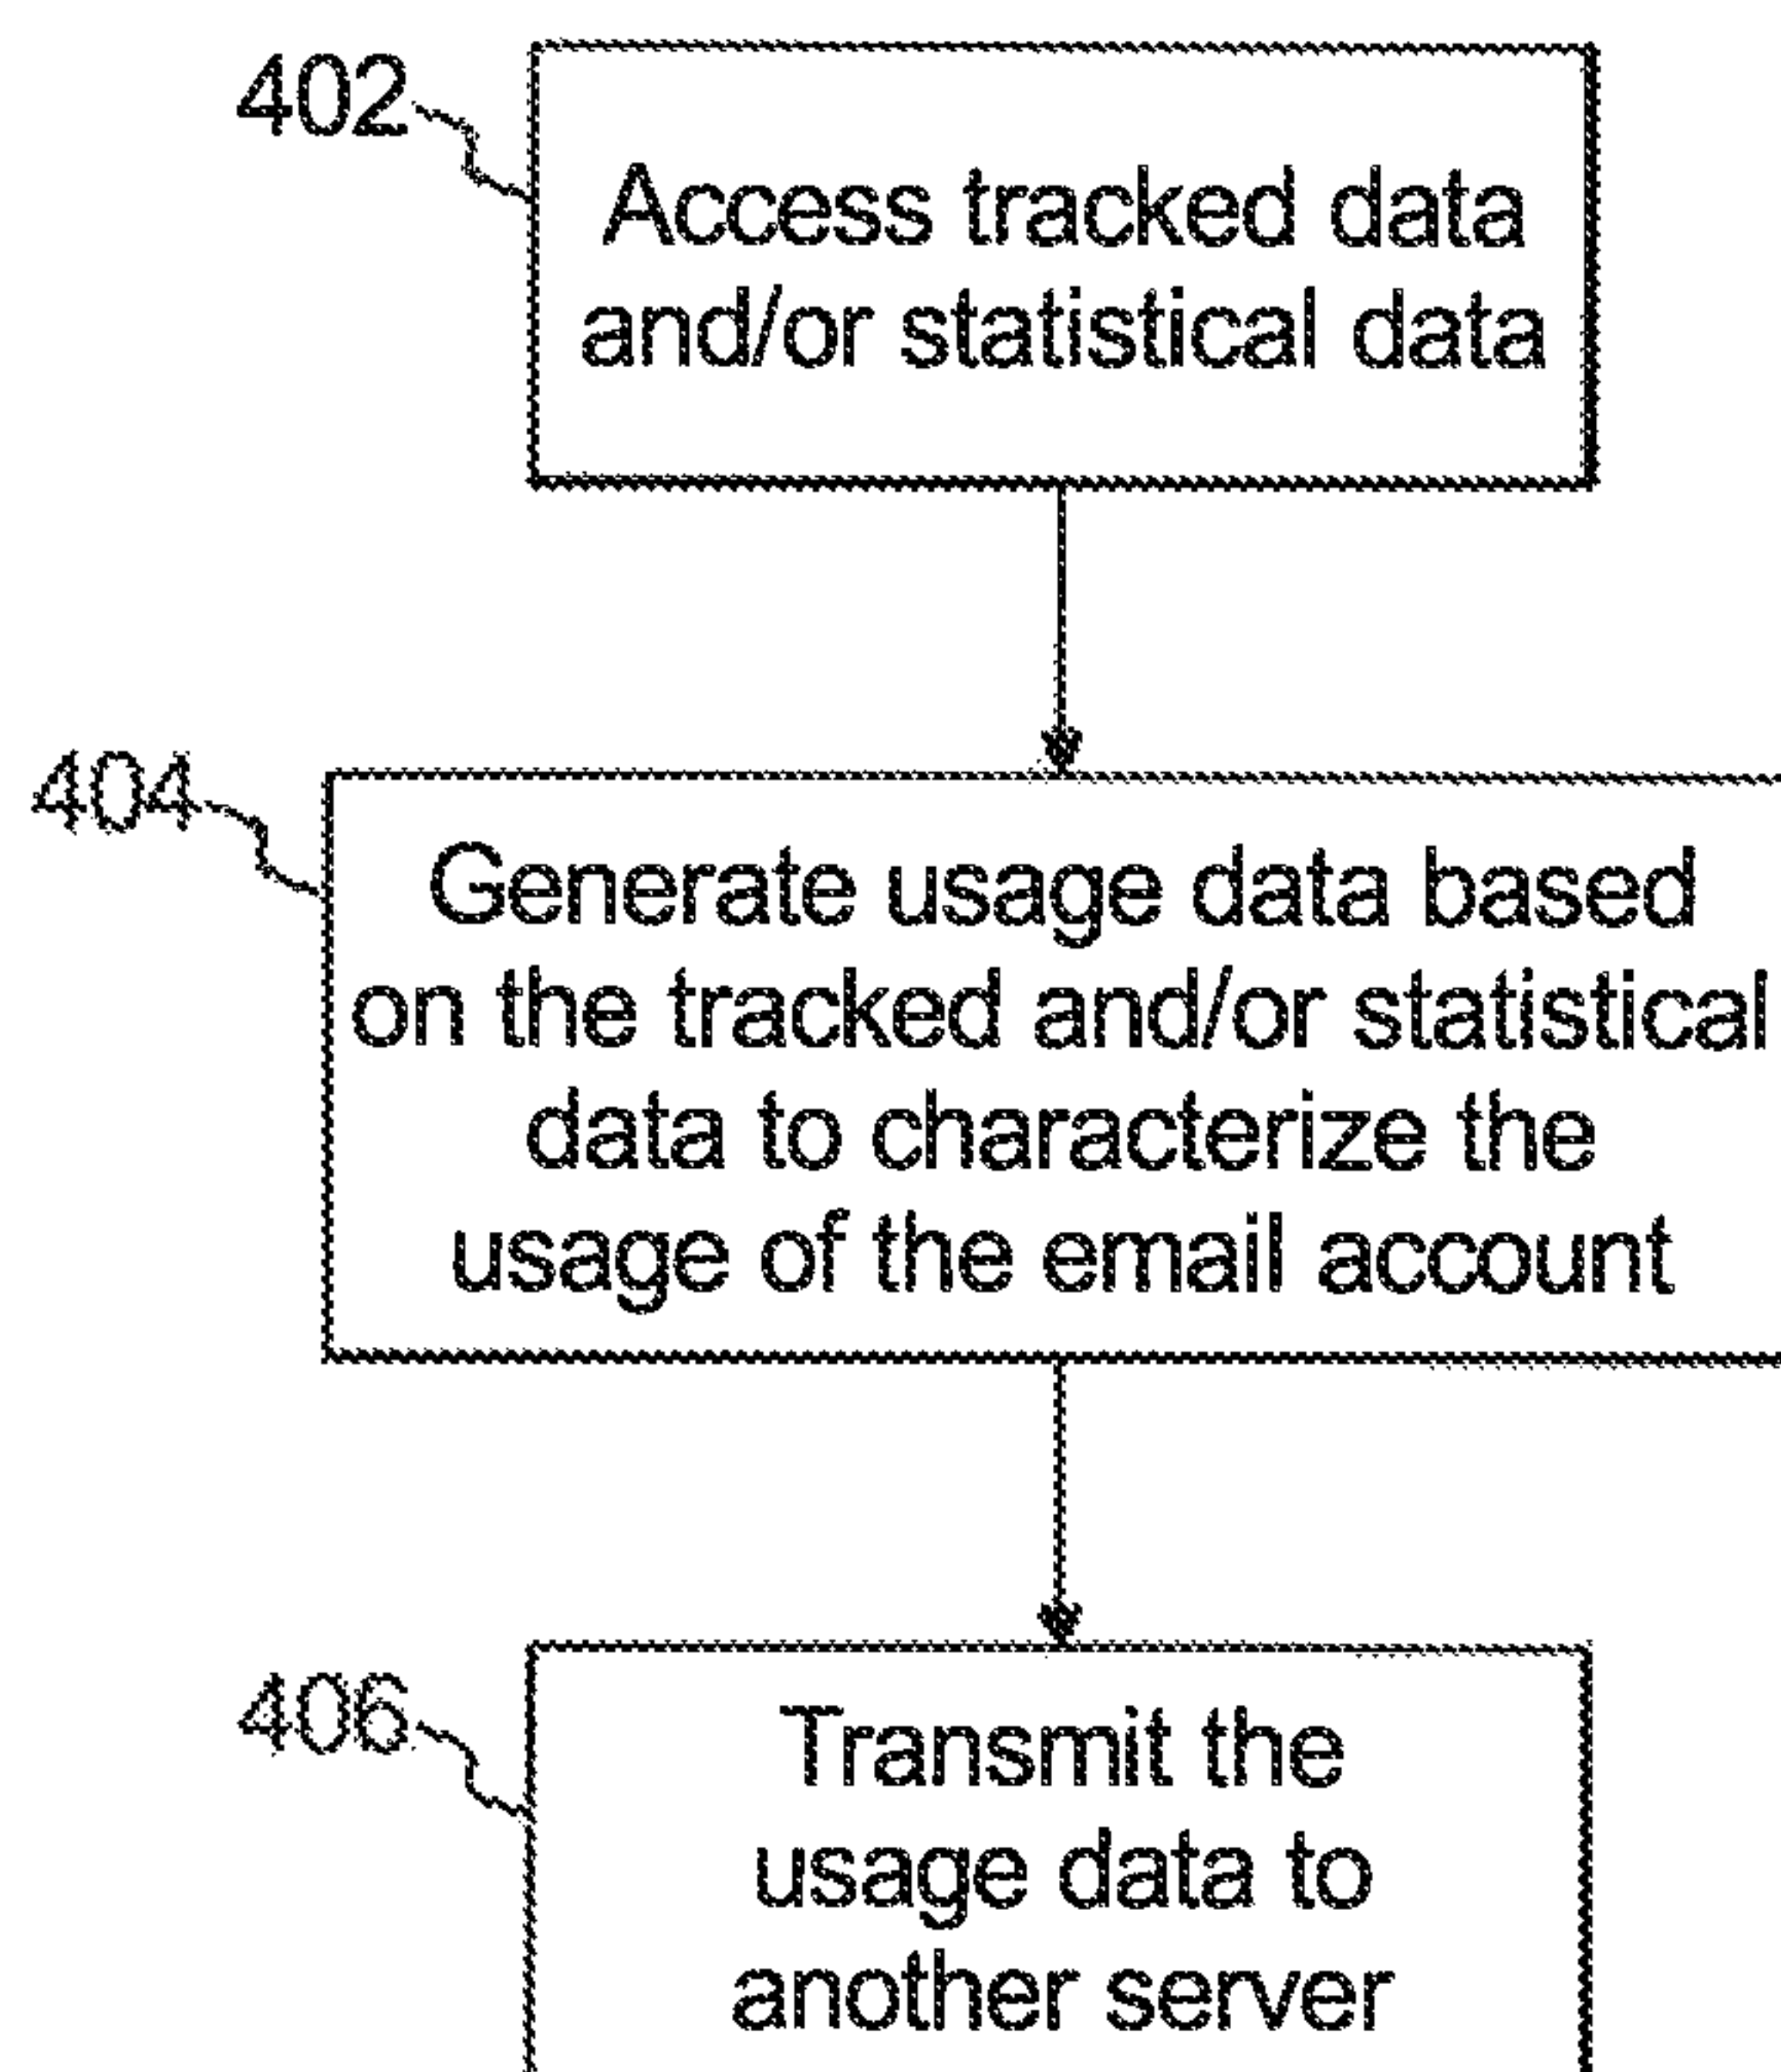 402
Access tracked data
and/or statistical data
404
Generate usage data based
on the tracked and/or statistical
data to characterize the
usage of the email account
406
Transmit the
usage data to
another server